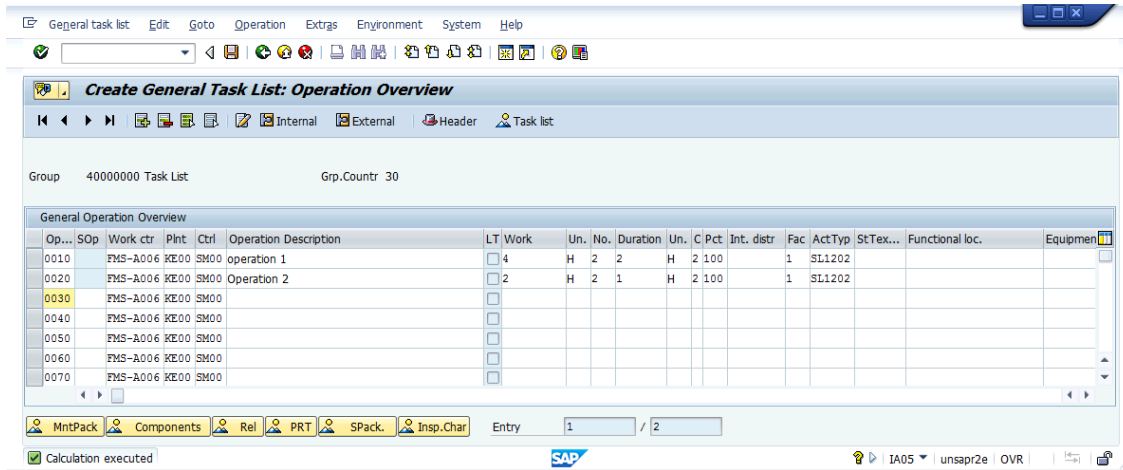 General task list Edit Goto Operation Extras Environment System Help
Create General Task List: Operation Overview
Internal External Header Task list
Group 40000000 Task List Grp.Countr 30
General Operation Overview
Op... SOp Work ctr Plnt Ctrl Operation Description LT Work Un. No. Duration Un. C Pct Int. distr Fac ActTyp StTex... Functional loc. Equipmen
0010 FMS-A006 KE00 SM00 operation 1 4 H 2 2 H 2 100 1 SL1202
0020 FMS-A006 KE00 SM00 Operation 2 2 H 2 1 H 2 100 1 SL1202
0030 FMS-A006 KE00 SM00
0040 FMS-A006 KE00 SM00
0050 FMS-A006 KE00 SM00
0060 FMS-A006 KE00 SM00
0070 FMS-A006 KE00 SM00
MntPack Components Rel PRT SPack. Insp.Char Entry 1 / 2
Calculation executed SAP IA05 unsapr2e OVR